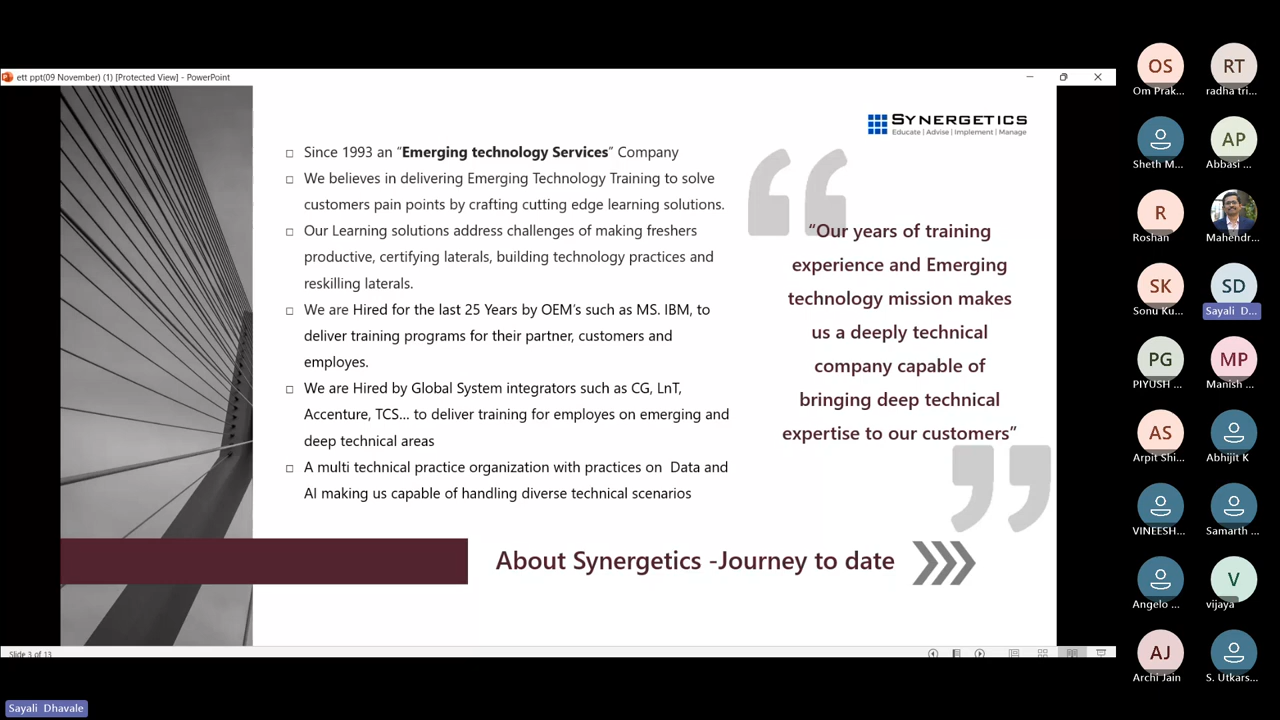 ett ppt(09 November) (1) [Protected View] - PowerPoint
SYNERGETICS
Educate | Advise | Implement | Manage
Since 1993 an “Emerging technology Services” Company
We believes in delivering Emerging Technology Training to solve
customers pain points by crafting cutting edge learning solutions.
Our Learning solutions address challenges of making freshers
productive, certifying laterals, building technology practices and
reskilling laterals.
We are Hired for the last 25 Years by OEM’s such as MS. IBM, to
deliver training programs for their partner, customers and
employes.
We are Hired by Global System integrators such as CG, LnT,
Accenture, TCS... to deliver training for employes on emerging and
deep technical areas
A multi technical practice organization with practices on Data and
AI making us capable of handling diverse technical scenarios
“Our years of training
experience and Emerging
technology mission makes
us a deeply technical
company capable of
bringing deep technical
expertise to our customers”
About Synergetics -Journey to date
Slide 3 of 13
Sayali Dhavale
OS
Om Prak...
RT
radha tri...
Sheth M...
AP
Abbasi ...
R
Roshan
Mahendr...
SK
Sonu Ku...
SD
Sayali D...
PG
PIYUSH ...
MP
Manish ...
AS
Arpit Shi...
Abhijit K
VINEESH...
Samarth ...
Angelo ...
V
vijaya
AJ
Archi Jain
S. Utkars...